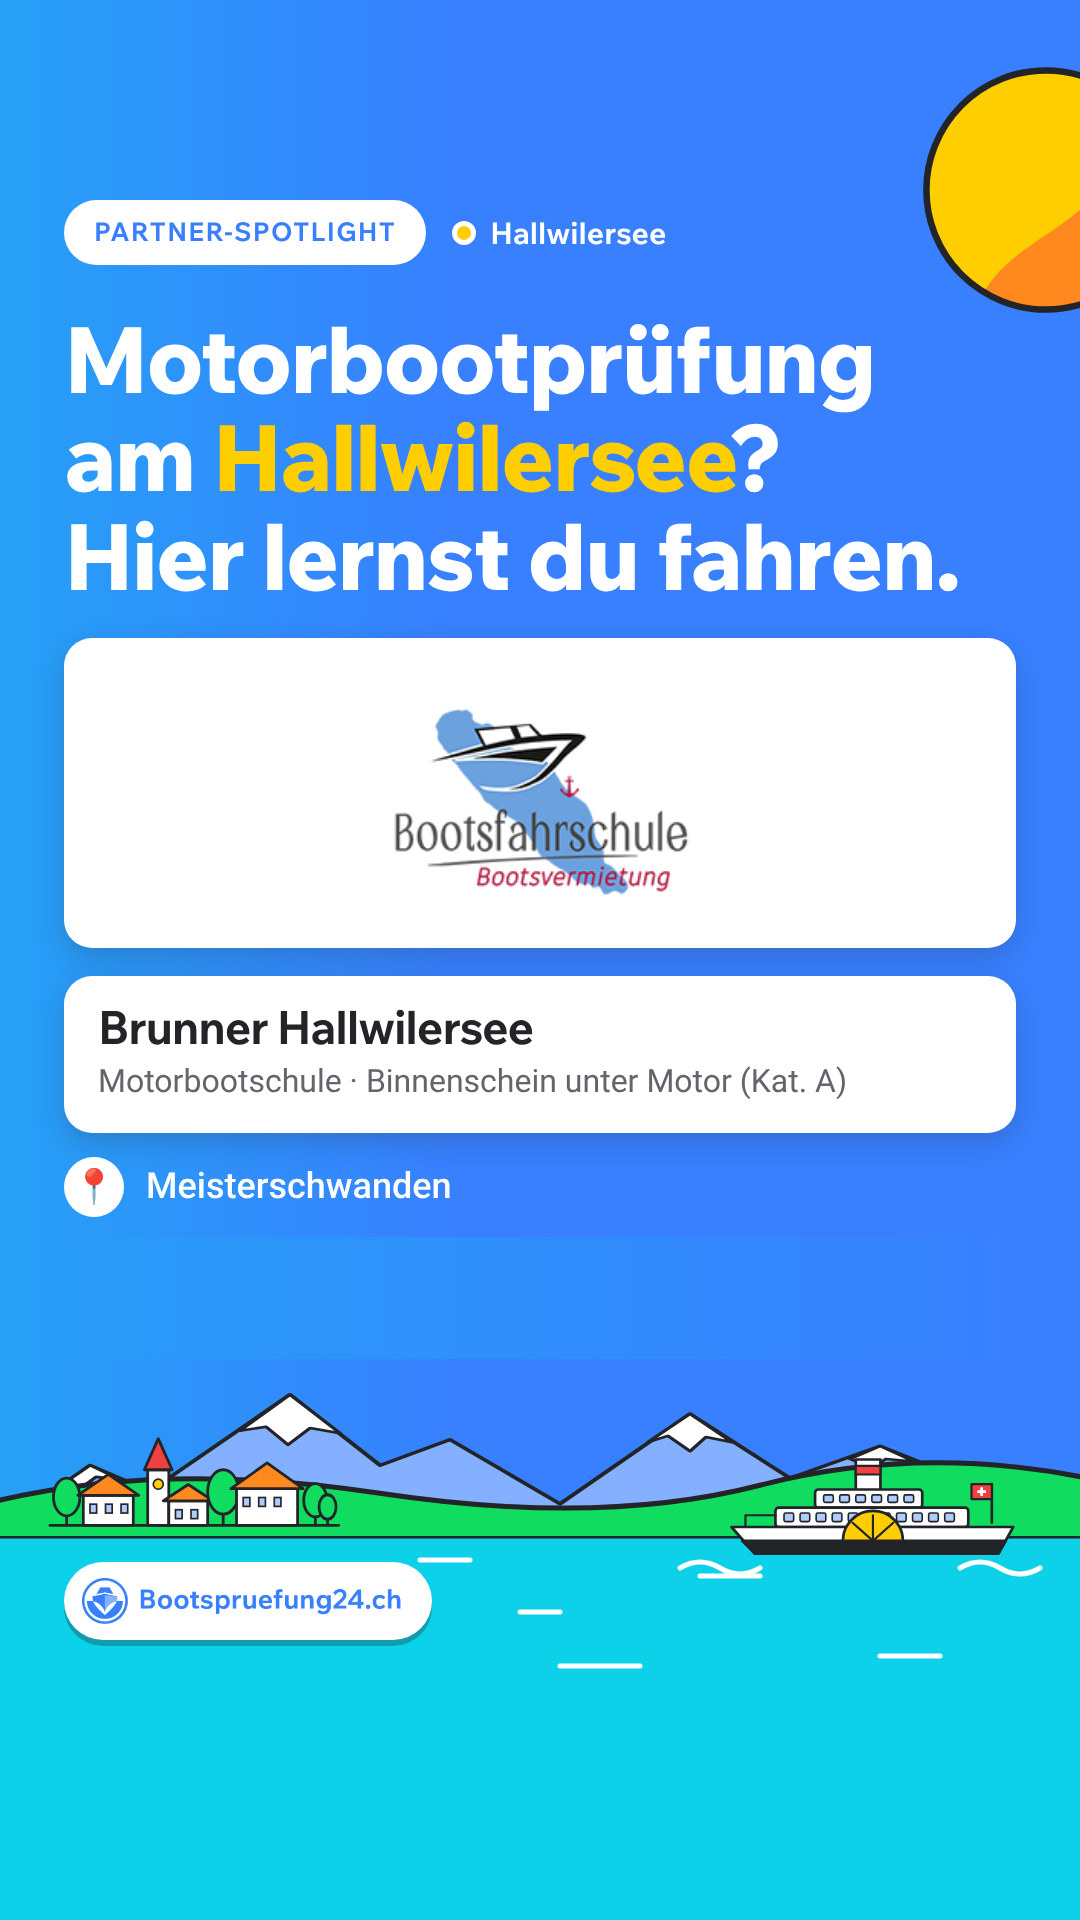 PARTNER-SPOTLIGHT
Hallwilersee
Motorbootprüfung
am Hallwilersee?
Hier lernst du fahren.
Bootsfahrschule
Bootsvermietung
Brunner Hallwilersee
Motorbootschule · Binnenschein unter Motor (Kat. A)
Meisterschwanden
Bootspruefung24.ch